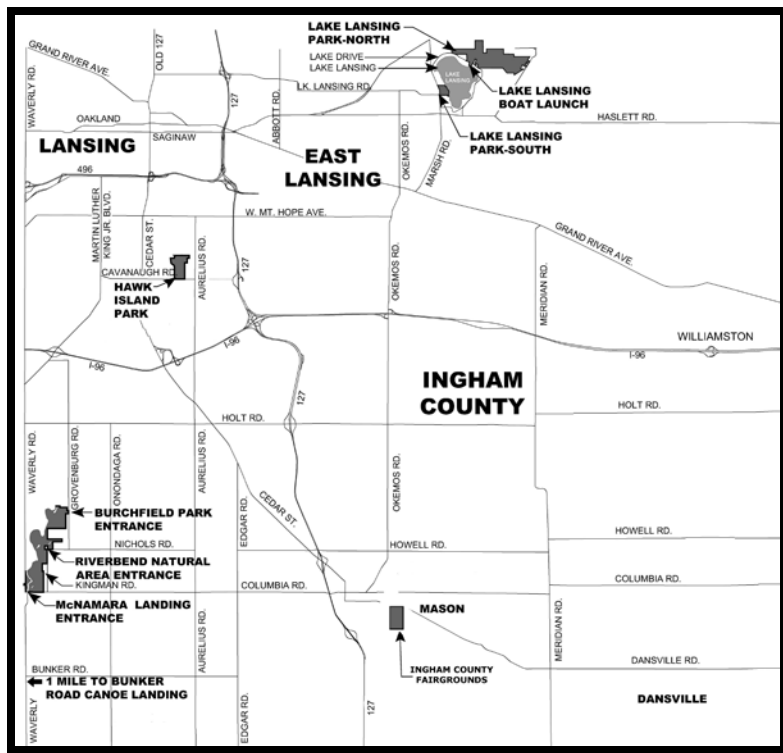 LAKE LANSING
PARK-NORTH
LAKE DRIVE
LAKE LANSING
LAKE
LANSING
LK. LANSING RD.
LAKE LANSING
BOAT LAUNCH
LAKE LANSING
PARK-SOUTH
HASLETT RD.
GRAND RIVER AVE.
WAVERLY RD.
OLD 127
127
ABBOTT RD.
OAKLAND
SAGINAW
LANSING
EAST
LANSING
OKEMOS RD.
MARSH RD.
496
MARTIN LUTHER
KING JR. BLVD.
CEDAR ST.
W. MT. HOPE AVE.
GRAND RIVER AVE.
CAVANAUGH RD.
AURELIUS RD.
127
OKEMOS RD.
MERIDIAN RD.
HAWK
ISLAND
PARK
WILLIAMSTON
I-96
I-96
127
INGHAM
COUNTY
HOLT RD.
HOLT RD.
WAVERLY RD.
GROVENBURG RD.
ONONDAGA RD.
AURELIUS RD.
EDGAR RD.
CEDAR ST.
OKEMOS RD.
BURCHFIELD PARK
ENTRANCE
NICHOLS RD.
HOWELL RD.
HOWELL RD.
RIVERBEND NATURAL
AREA ENTRANCE
KINGMAN RD.
COLUMBIA RD.
COLUMBIA RD.
McNAMARA LANDING
ENTRANCE
MASON
AURELIUS RD.
MERIDIAN RD.
BUNKER RD.
1 MILE TO BUNKER
ROAD CANOE LANDING
INGHAM COUNTY
FAIRGROUNDS
DANSVILLE RD.
DANSVILLE
WAVERLY
EDGAR RD.
127